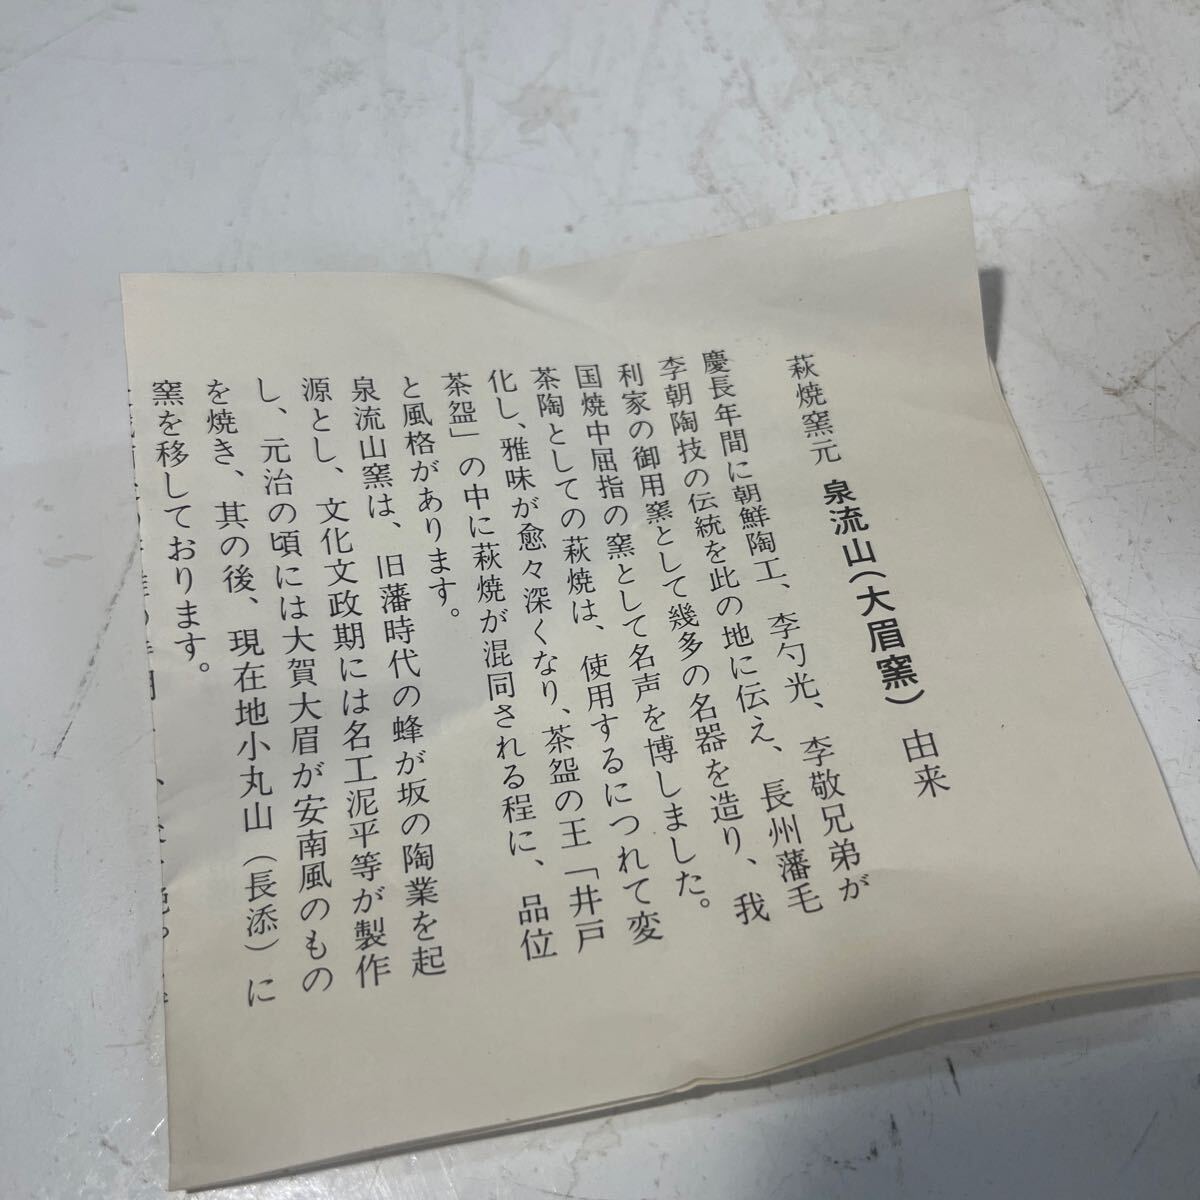 萩焼窯元 泉流山(大眉窯) 由来
慶長年間に朝鮮陶工、李勺光、李敬兄弟が
李朝陶技の伝統を此の地に伝え、長州藩毛
利家の御用窯として幾多の名器を造り、我
国焼中屈指の窯として名声を博しました。
茶陶としての萩焼は、使用するにつれて変
化し、雅味が愈々深くなり、茶盌の王「井戸
茶盌」の中に萩焼が混同される程に、品位
と風格があります。
泉流山窯は、旧藩時代の蜂が坂の陶業を起
源とし、文化文政期には名工泥平等が製作
し、元治の頃には大賀大眉が安南風のもの
を焼き、其の後、現在地小丸山(長添)に
窯を移しております。